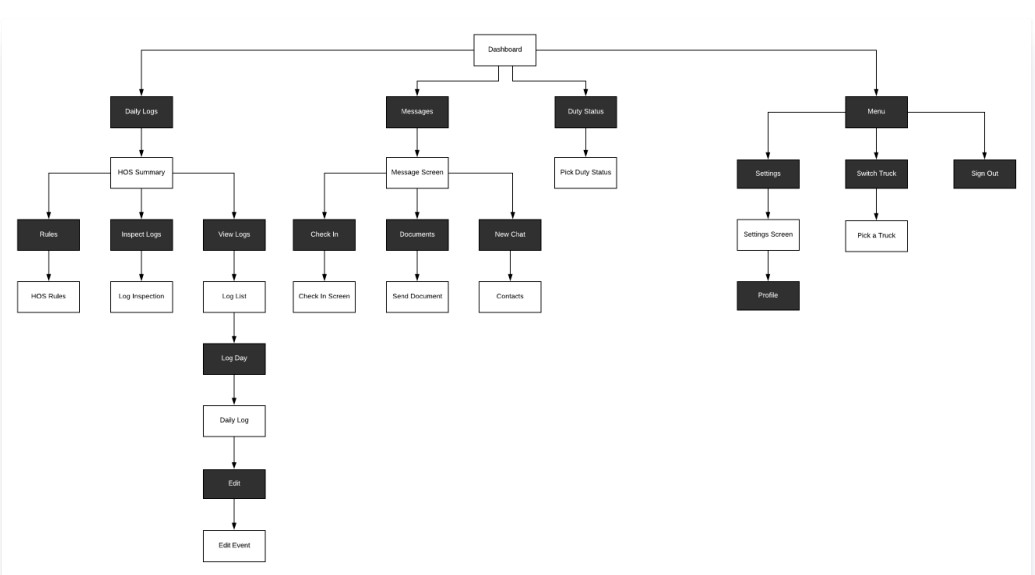 Dashboard
Daily Logs
Messages
Duty Status
Menu
HOS Summary
Message Screen
Pick Duty Status
Settings
Switch Truck
Sign Out
Rules
Inspect Logs
View Logs
Check In
Documents
New Chat
Settings Screen
Pick a Truck
HOS Rules
Log Inspection
Log List
Check In Screen
Send Document
Contacts
Profile
Log Day
Daily Log
Edit
Edit Event